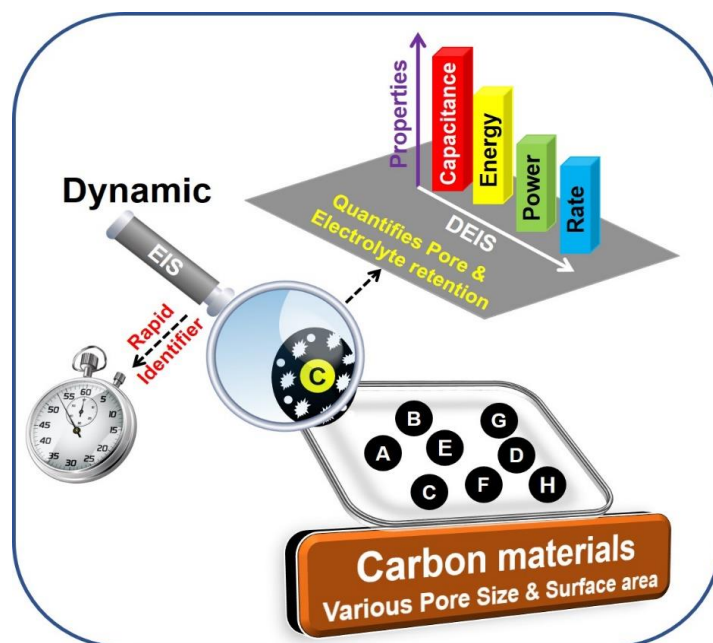 Properties
Capacitance
Energy
Power
Rate
DEIS
Quantifies Pore &
Electrolyte retention
Dynamic
EIS
Rapid
Identifier
C
55 60 5
50 10
45 15
40 20
35 30 25
B
G
A
E
D
C
F
H
Carbon materials
Various Pore Size & Surface area